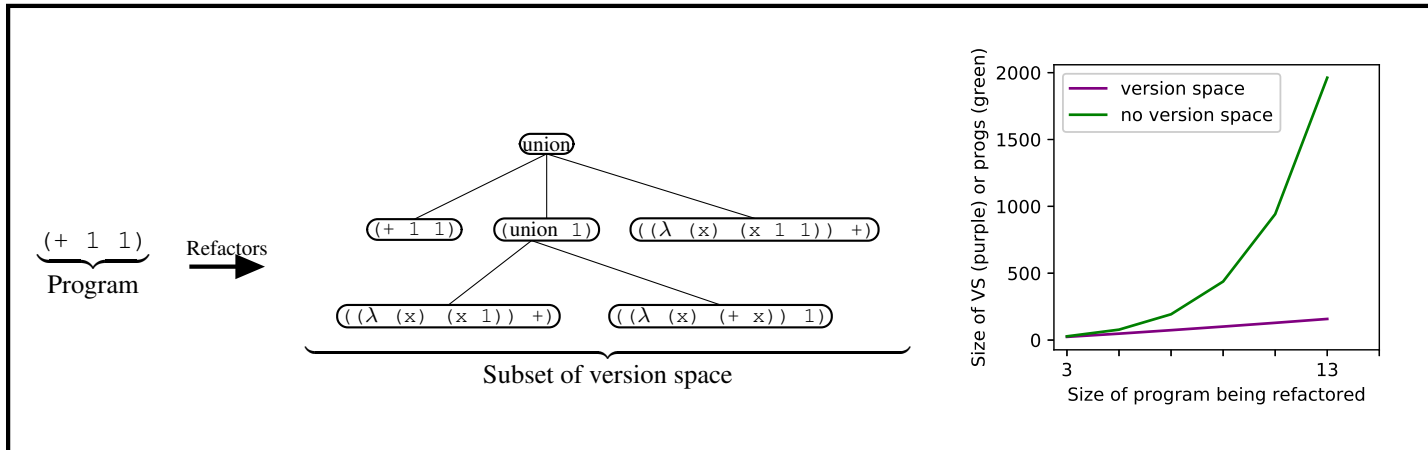 (+ 1 1)
Program
Refactors
union
(+ 1 1)
(union 1)
((λ (x) (x 1 1)) +)
((λ (x) (x 1)) +)
((λ (x) (+ x)) 1)
Subset of version space
Size of VS (purple) or progs (green)
2000
1500
1000
500
0
version space
no version space
3
13
Size of program being refactored